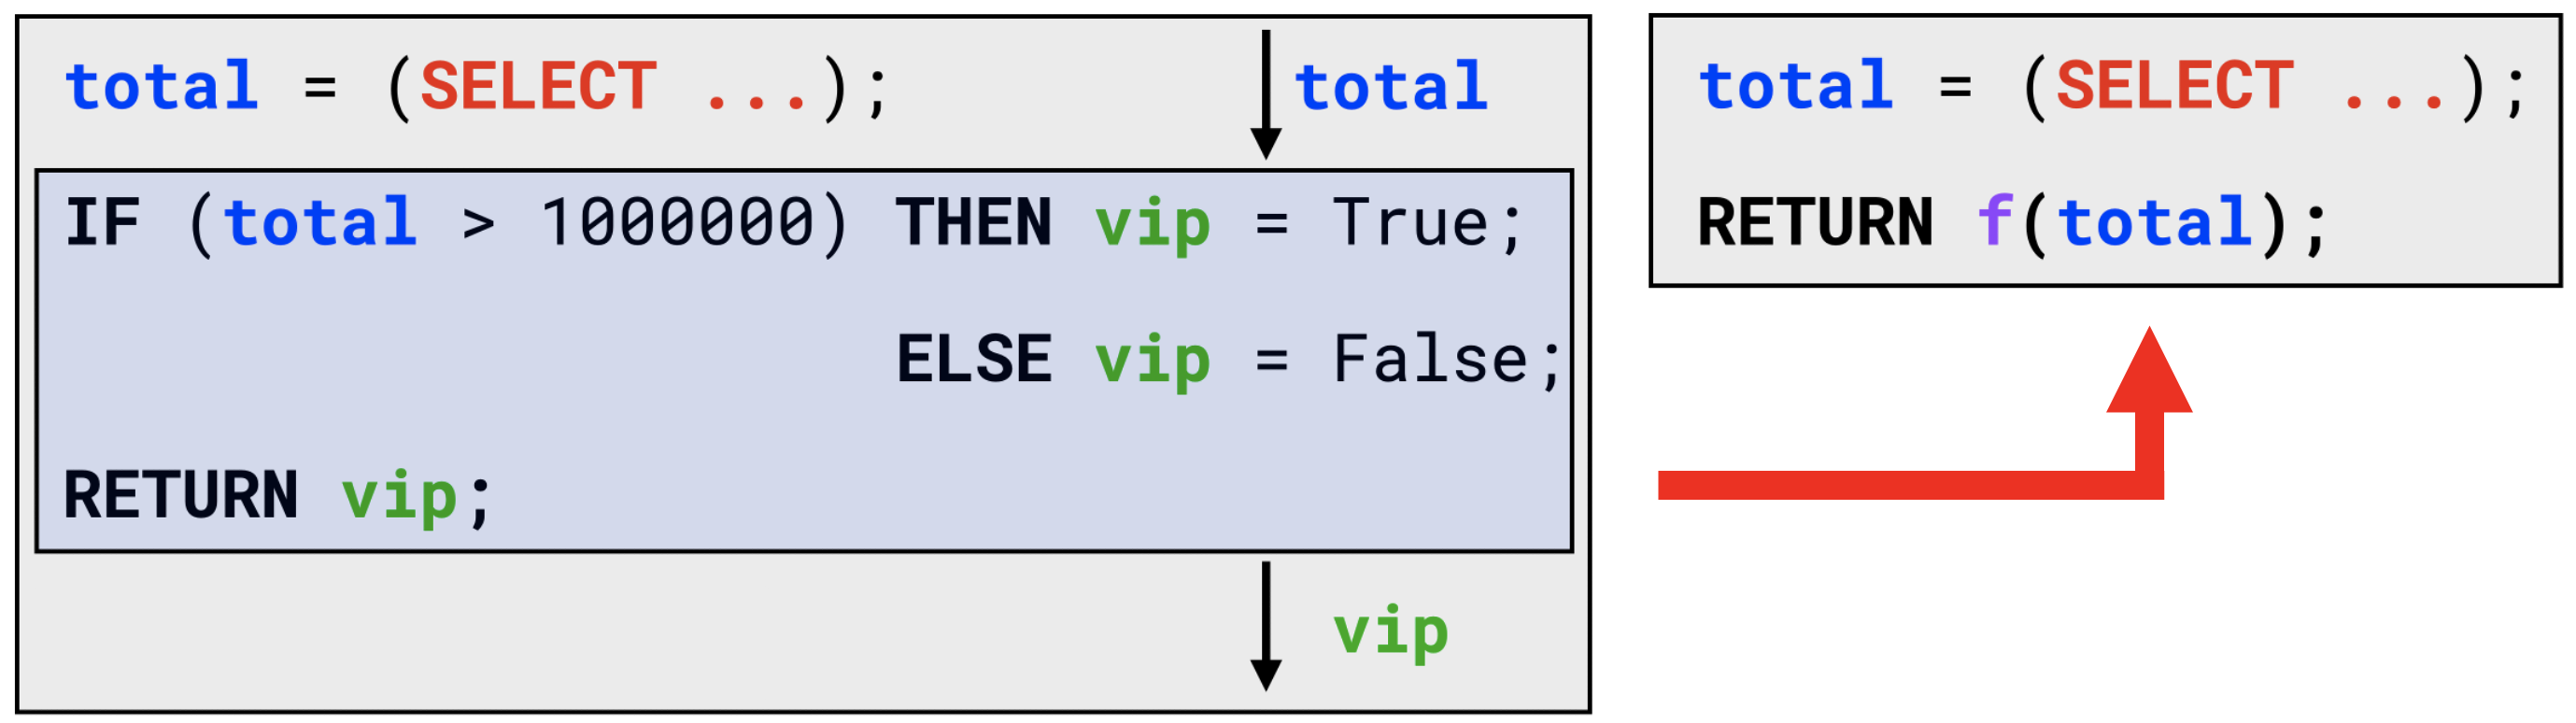 total = (SELECT ...);
total
IF (total > 1000000) THEN vip = True;
ELSE vip = False;
RETURN vip;
vip
total = (SELECT ...);
RETURN f(total);